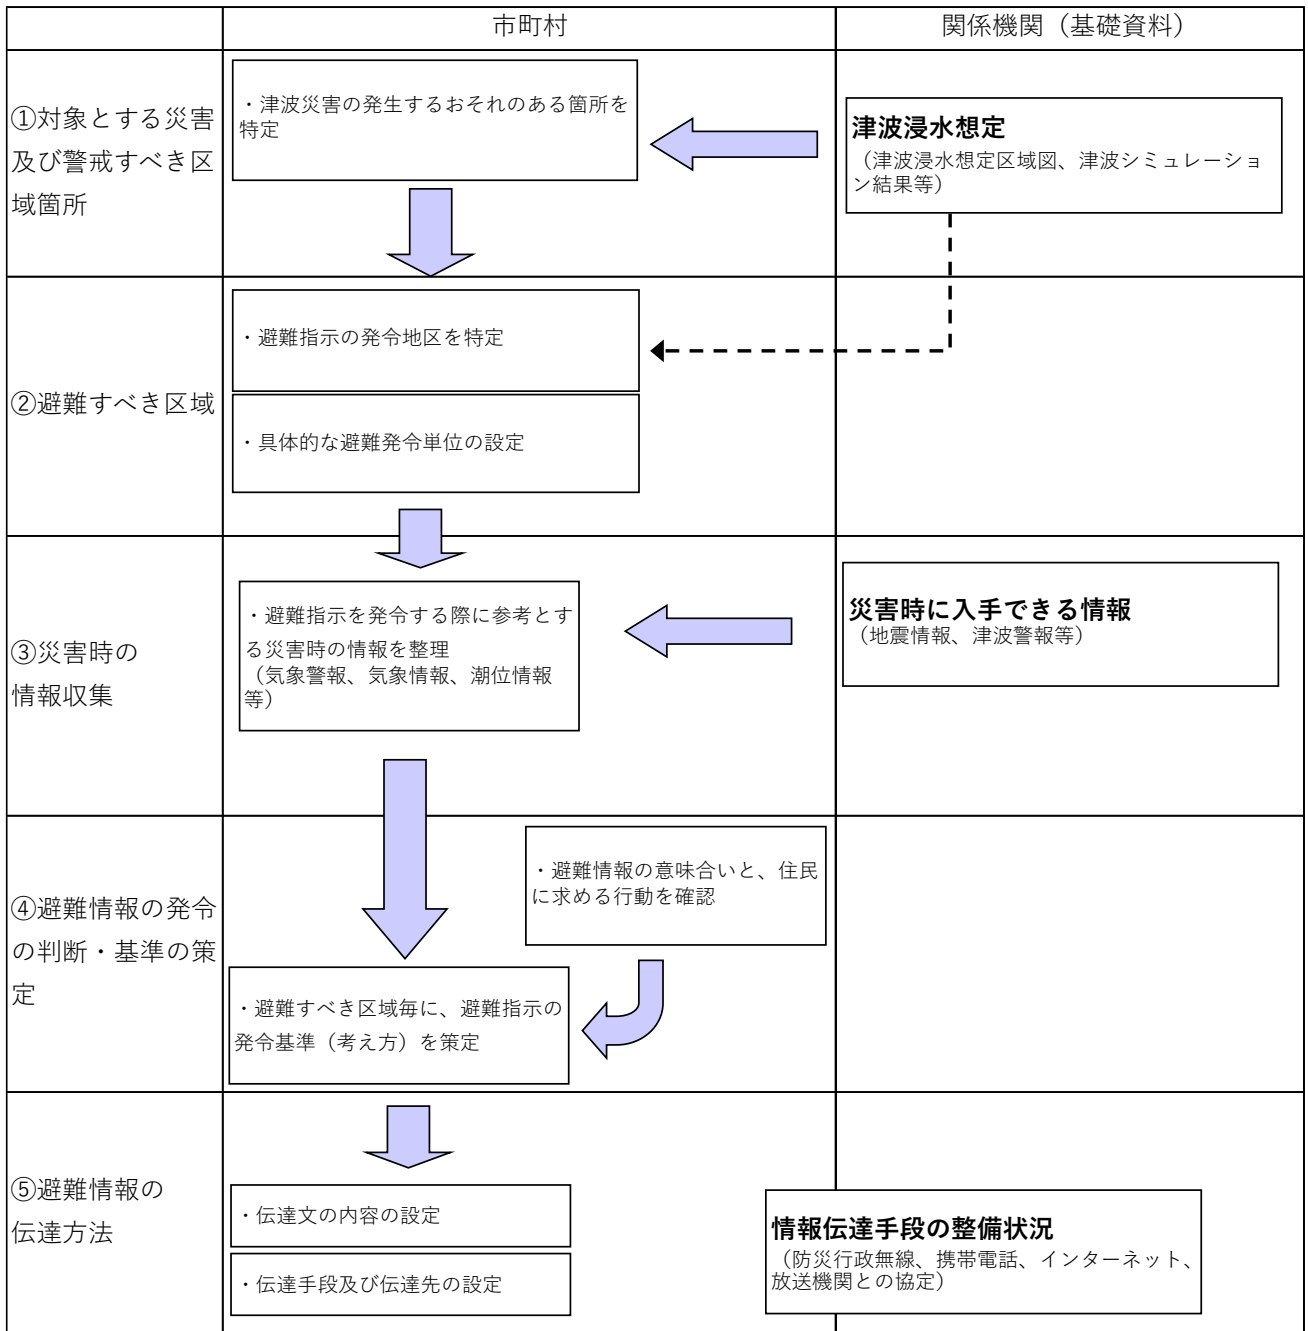 市町村
関係機関（基礎資料）
①対象とする災害
及び警戒すべき区
域箇所
・津波災害の発生するおそれのある箇所を
特定
津波浸水想定
（津波浸水想定区域図、津波シミュレーショ
ン結果等）
②避難すべき区域
・避難指示の発令地区を特定
・具体的な避難発令単位の設定
③災害時の
情報収集
・避難指示を発令する際に参考とす
る災害時の情報を整理
（気象警報、気象情報、潮位情報
等）
災害時に入手できる情報
（地震情報、津波警報等）
④避難情報の発令
の判断・基準の策
定
・避難情報の意味合いと、住民
に求める行動を確認
・避難すべき区域毎に、避難指示の
発令基準（考え方）を策定
⑤避難情報の
伝達方法
・伝達文の内容の設定
・伝達手段及び伝達先の設定
情報伝達手段の整備状況
（防災行政無線、携帯電話、インターネット、
放送機関との協定）